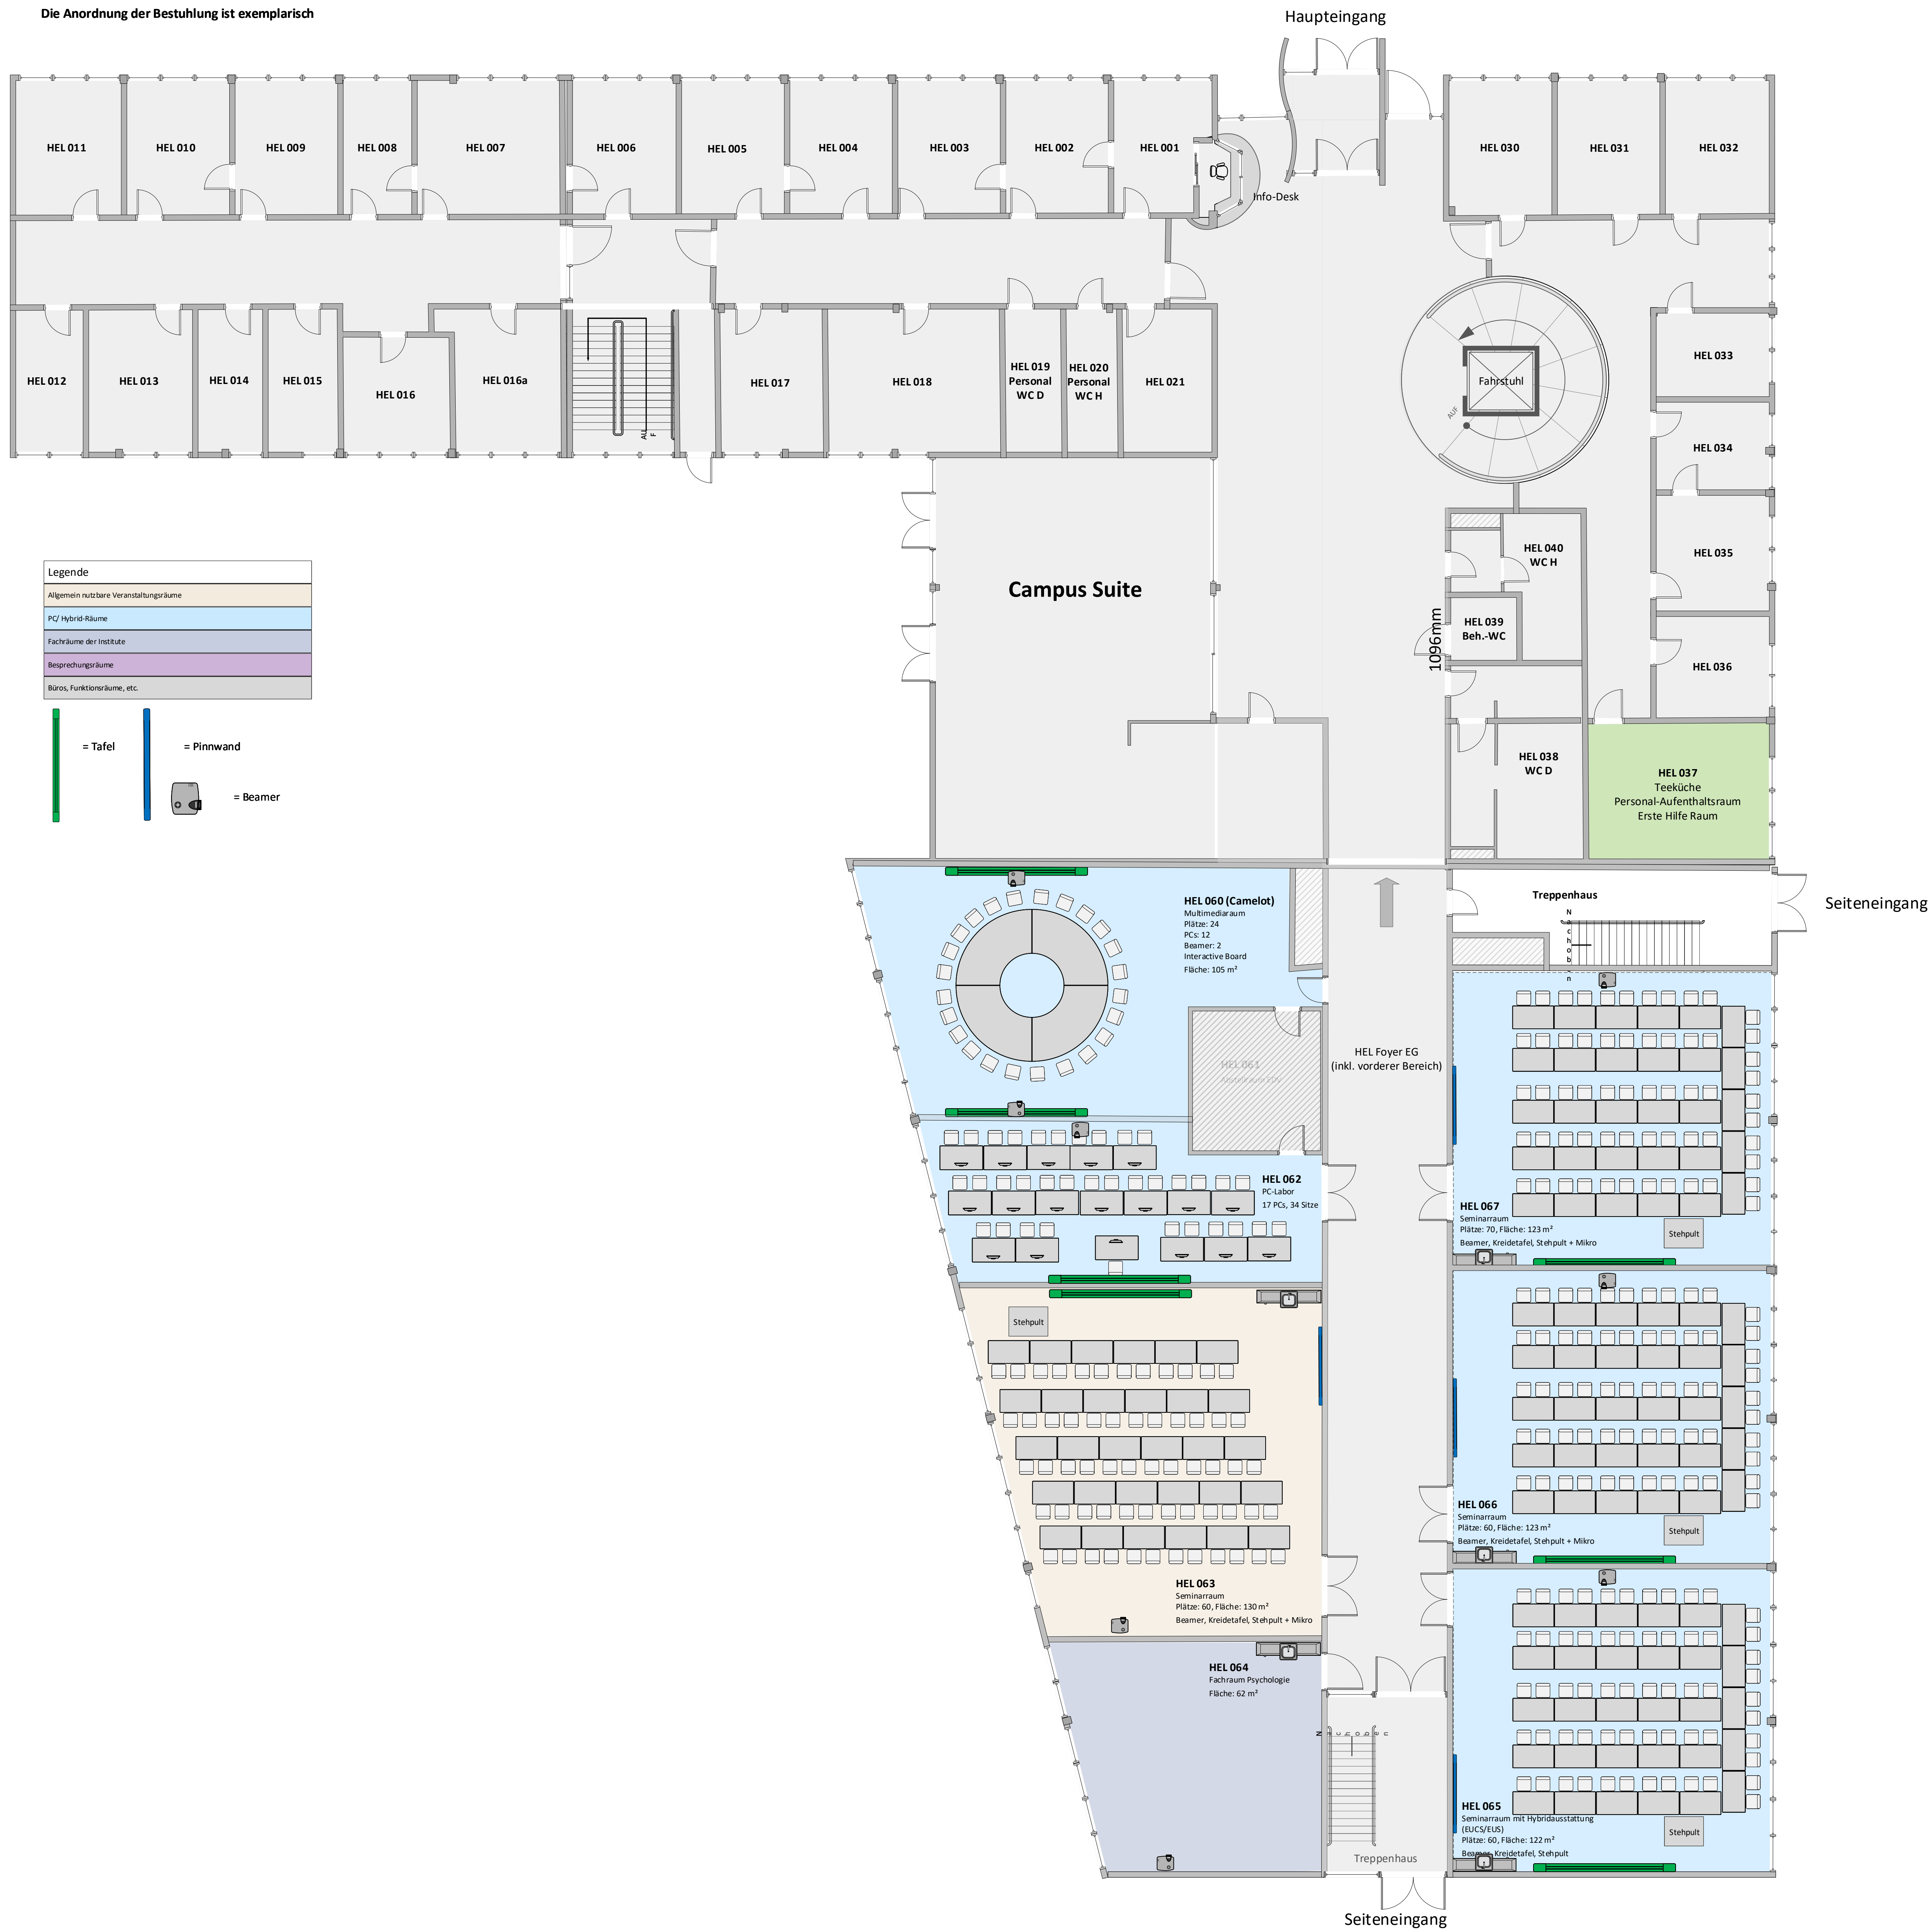 Die Anordnung der Bestuhlung ist exemplarisch
Haupteingang
HEL 011
HEL 010
HEL 009
HEL 008
HEL 007
HEL 006
HEL 005
HEL 004
HEL 003
HEL 002
HEL 001
HEL 030
HEL 031
HEL 032
Info-Desk
HEL 012
HEL 013
HEL 014
HEL 015
HEL 016
HEL 016a
AU
F
HEL 017
HEL 018
HEL 019
Personal
WC D
HEL 020
Personal
WC H
HEL 021
Fahrstuhl
AUF
HEL 033
HEL 034
HEL 035
HEL 036
HEL 040
WC H
HEL 039
Beh.-WC
1096mm
Campus Suite
HEL 038
WC D
HEL 037
Teeküche
Personal-Aufenthaltsraum
Erste Hilfe Raum
Legende
Allgemein nutzbare Veranstaltungsräume
PC/ Hybrid-Räume
Fachräume der Institute
Besprechungsräume
Büros, Funktionsräume, etc.
= Tafel
= Pinnwand
= Beamer
HEL 060 (Camelot)
Multimediaraum
Plätze: 24
PCs: 12
Beamer: 2
Interactive Board
Fläche: 105 m²
Treppenhaus
Seiteneingang
HEL 061
HEL Foyer EG
(inkl. vorderer Bereich)
HEL 062
PC-Labor
17 PCs, 34 Sitze
HEL 067
Seminarraum
Plätze: 70, Fläche: 123 m²
Beamer, Kreidetafel, Stehpult + Mikro
Stehpult
Stehpult
HEL 066
Seminarraum
Plätze: 60, Fläche: 123 m²
Beamer, Kreidetafel, Stehpult + Mikro
Stehpult
HEL 063
Seminarraum
Plätze: 60, Fläche: 130 m²
Beamer, Kreidetafel, Stehpult + Mikro
HEL 064
Fachraum Psychologie
Fläche: 62 m²
Nach oben
HEL 065
Seminarraum mit Hybridausstattung
(EUCS/EUS)
Plätze: 60, Fläche: 122 m²
Beamer, Kreidetafel, Stehpult
Stehpult
Treppenhaus
Seiteneingang